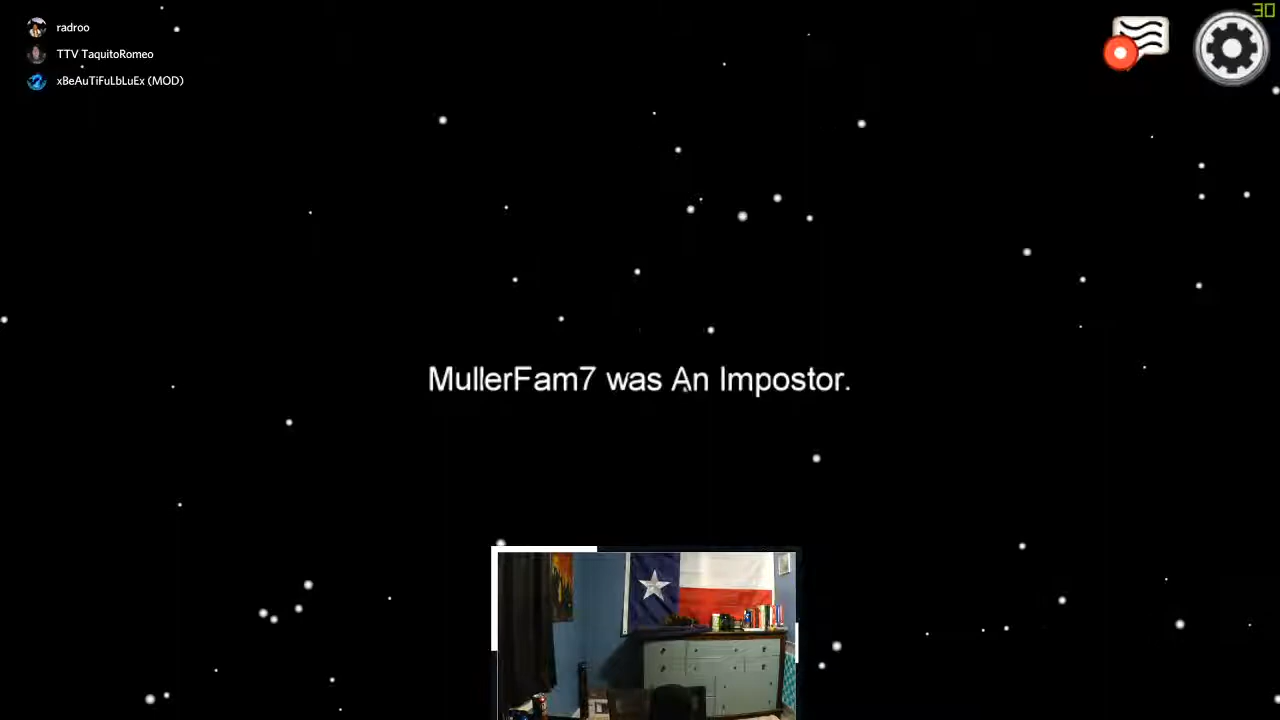 30
radroo
TTV TaquitoRomeo
xBeAuTiFuLbLuEx (MOD)
MullerFam7 was An Impostor.